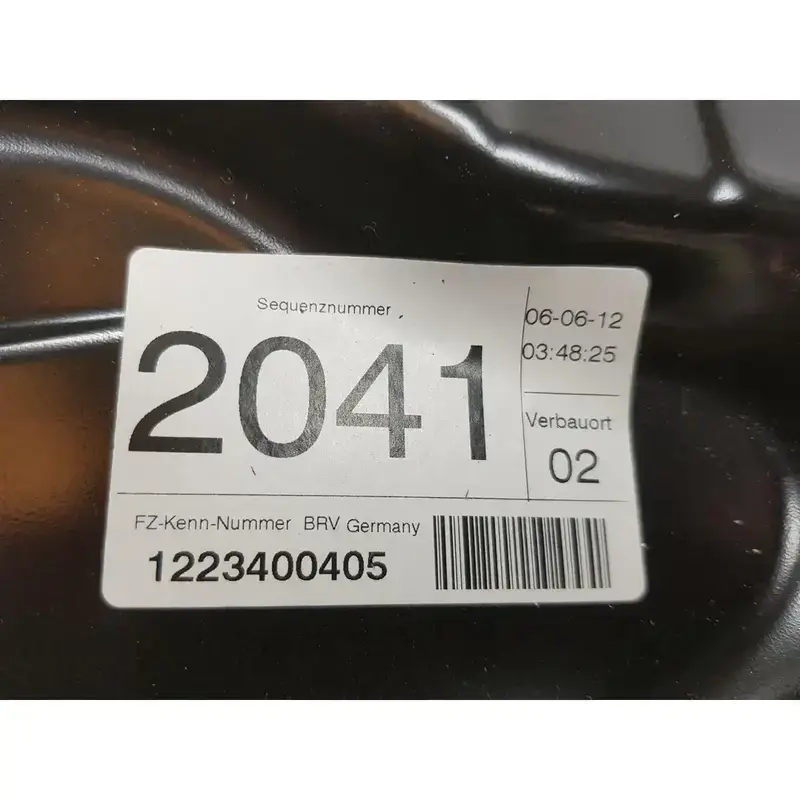 Sequenznummer
2041
06-06-12
03:48:25
Verbauort
02
FZ-Kenn-Nummer BRV Germany
1223400405